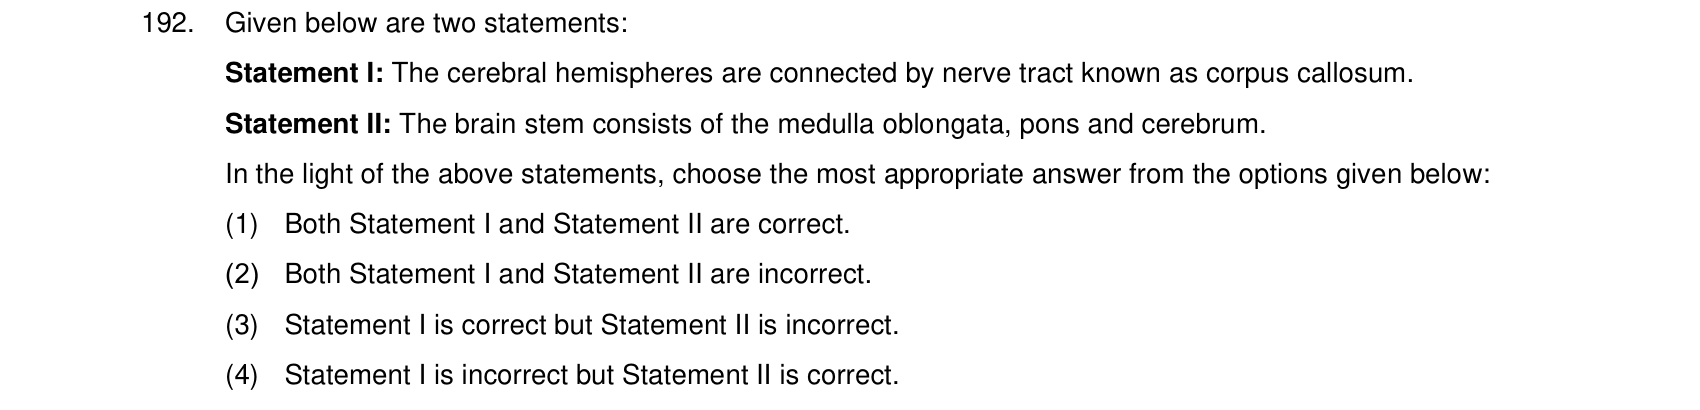 192. Given below are two statements:
Statement I: The cerebral hemispheres are connected by nerve tract known as corpus callosum.
Statement II: The brain stem consists of the medulla oblongata, pons and cerebrum.
In the light of the above statements, choose the most appropriate answer from the options given below:
(1) Both Statement I and Statement II are correct.
(2) Both Statement I and Statement II are incorrect.
(3) Statement I is correct but Statement II is incorrect.
(4) Statement I is incorrect but Statement II is correct.